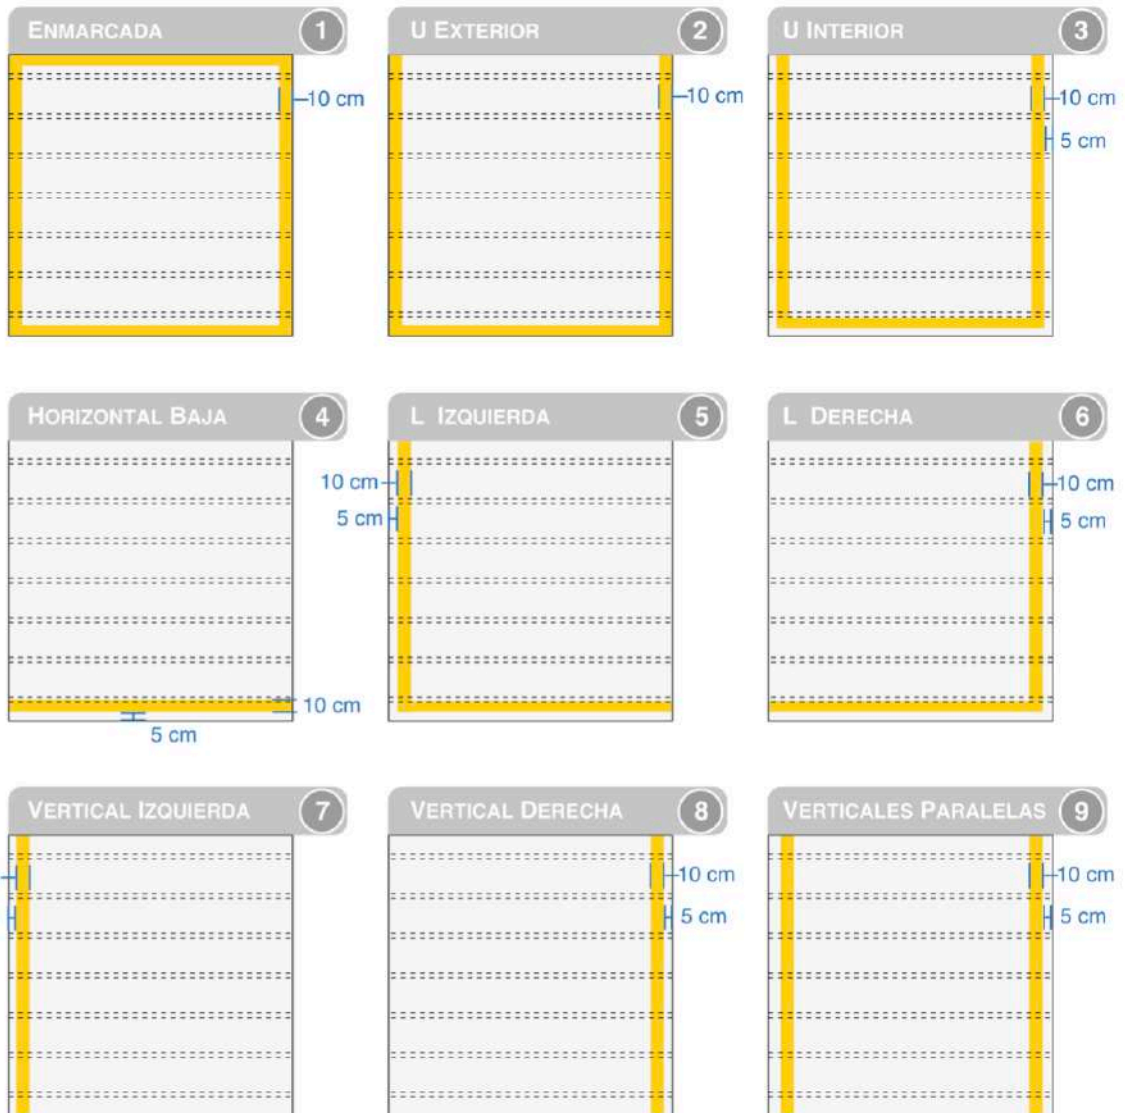 ENMARCADA 1
U EXTERIOR 2
U INTERIOR 3
10 cm
10 cm
10 cm
5 cm
HORIZONTAL BAJA 4
L IZQUIERDA 5
L DERECHA 6
10 cm
5 cm
10 cm
5 cm
10 cm
5 cm
VERTICAL IZQUIERDA 7
VERTICAL DERECHA 8
VERTICALES PARALELAS 9
10 cm
5 cm
10 cm
5 cm